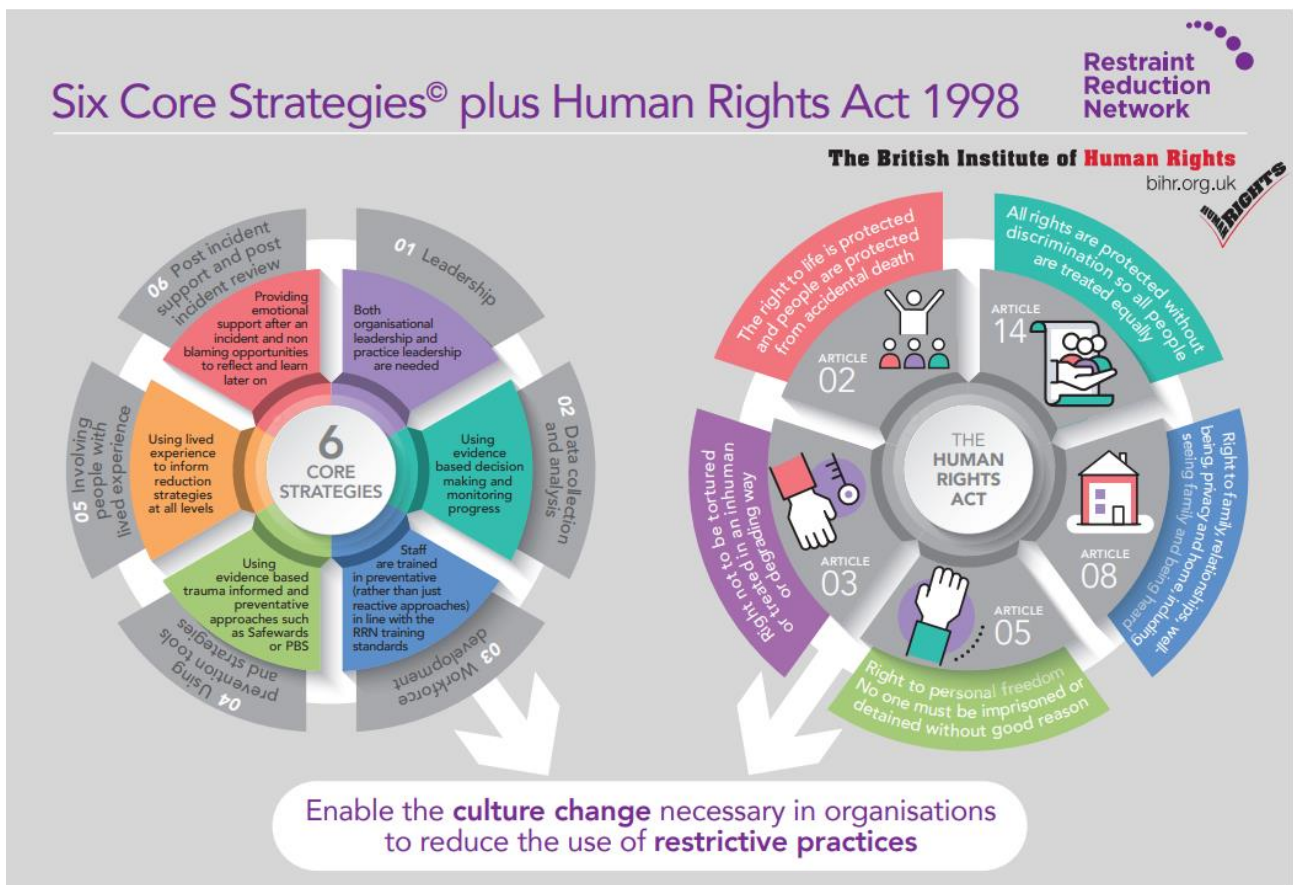 Six Core Strategies© plus Human Rights Act 1998
Restraint
Reduction
Network
The British Institute of Human Rights
bihr.org.uk
HUMAN RIGHTS
01 Leadership
Both
organisational
leadership and
practice leadership
are needed
02 Data collection
and analysis
Using
evidence
based decision
making and
monitoring
progress
03 Workforce
development
Staff
are trained
in preventative
(rather than just
reactive approaches)
in line with the
RRN training
standards
04 Using
prevention tools
and strategies
Using
evidence based
trauma informed and
preventative
approaches such
as Safewards
or PBS
05 Involving
people with
lived experience
Using lived
experience
to inform
reduction
strategies
at all levels
06 Post incident
support and post
incident review
Providing
emotional
support after an
incident and non
blaming opportunities
to reflect and learn
later on
6
CORE
STRATEGIES
The right to life is protected
and people are protected
from accidental death
ARTICLE
02
All rights are protected without
discrimination so all people
are treated equally
ARTICLE
14
Right to family, relationships, well-
being, privacy and home, including
seeing family and being heard
ARTICLE
08
Right to personal freedom
No one must be imprisoned or
detained without good reason
ARTICLE
05
Right not to be tortured
or treated in an inhuman
or degrading way
ARTICLE
03
THE
HUMAN
RIGHTS
ACT
Enable the culture change necessary in organisations
to reduce the use of restrictive practices